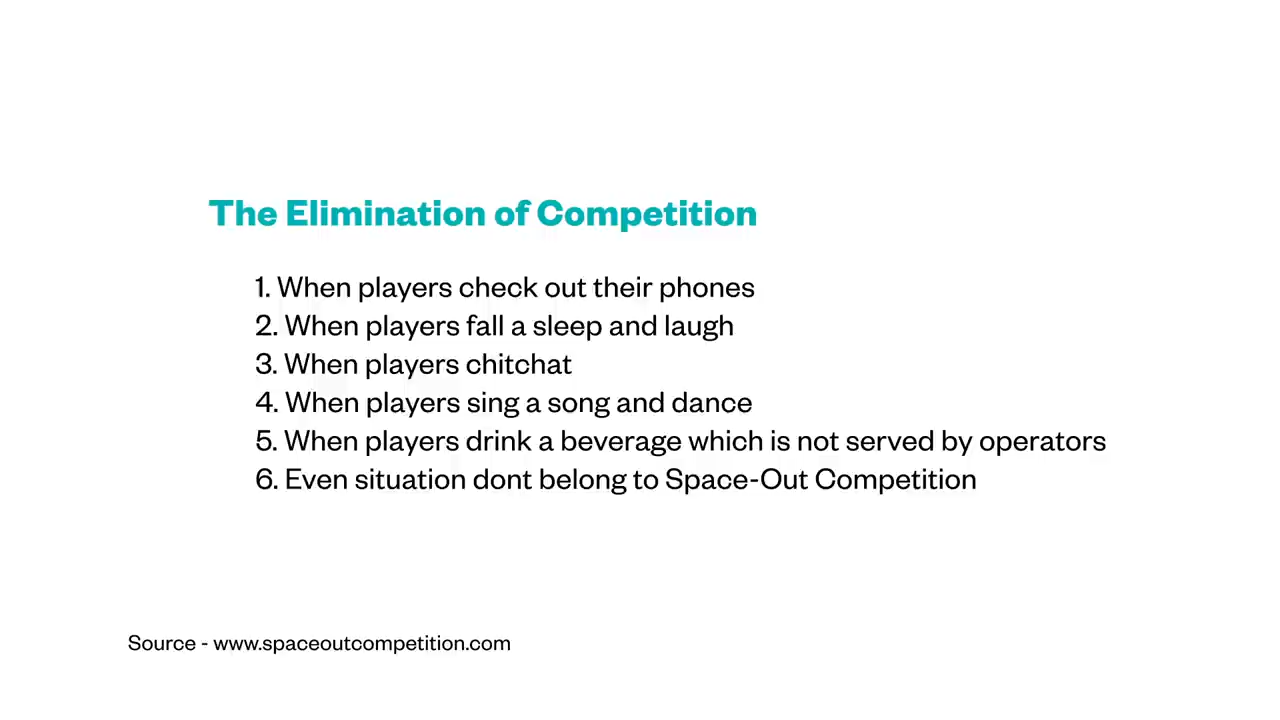 The Elimination of Competition
1. When players check out their phones
2. When players fall a sleep and laugh
3. When players chitchat
4. When players sing a song and dance
5. When players drink a beverage which is not served by operators
6. Even situation dont belong to Space-Out Competition
Source - www.spaceoutcompetition.com